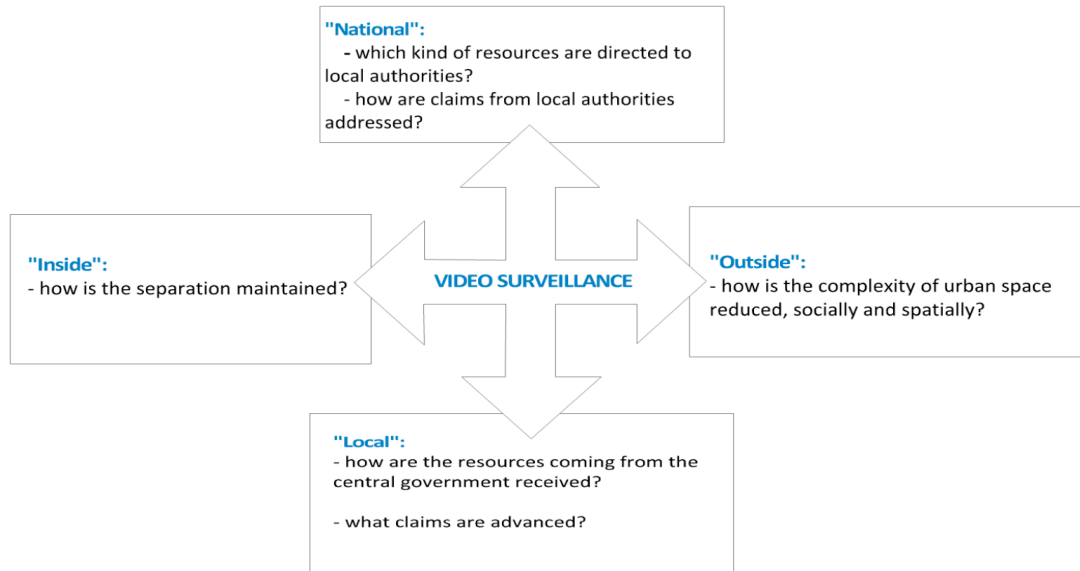 "National":
- which kind of resources are directed to
local authorities?
- how are claims from local authorities
addressed?
"Inside":
- how is the separation maintained?
VIDEO SURVEILLANCE
"Outside":
- how is the complexity of urban space
reduced, socially and spatially?
"Local":
- how are the resources coming from the
central government received?
- what claims are advanced?